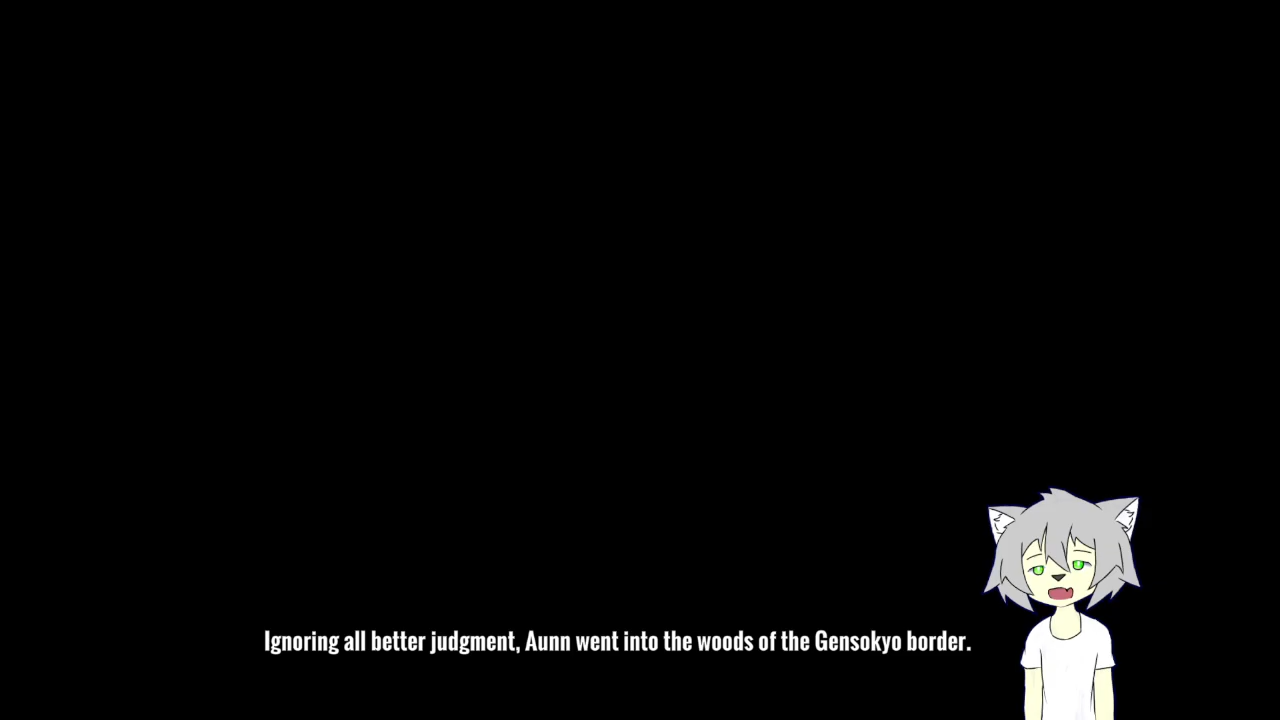 Ignoring all better judgment, Aunn went into the woods of the Gensokyo border.